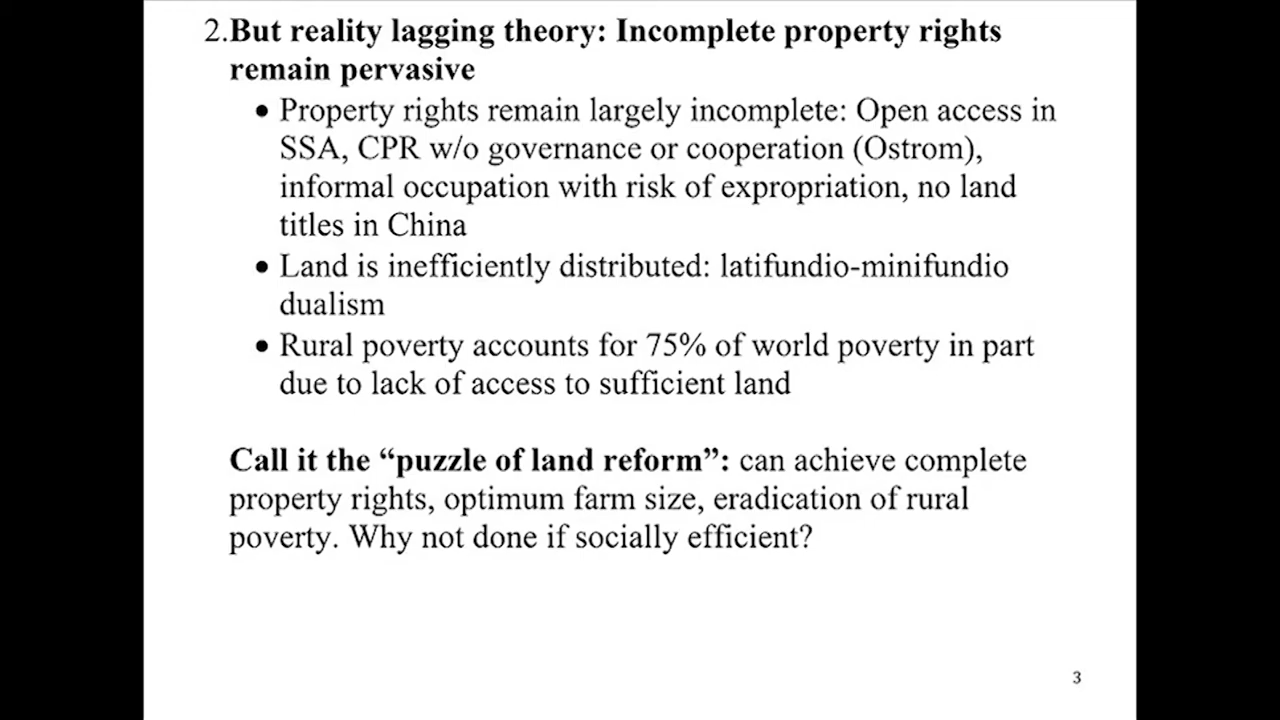 2.But reality lagging theory: Incomplete property rights
remain pervasive
• Property rights remain largely incomplete: Open access in
SSA, CPR w/o governance or cooperation (Ostrom),
informal occupation with risk of expropriation, no land
titles in China
• Land is inefficiently distributed: latifundio-minifundio
dualism
• Rural poverty accounts for 75% of world poverty in part
due to lack of access to sufficient land
Call it the “puzzle of land reform”: can achieve complete
property rights, optimum farm size, eradication of rural
poverty. Why not done if socially efficient?
3